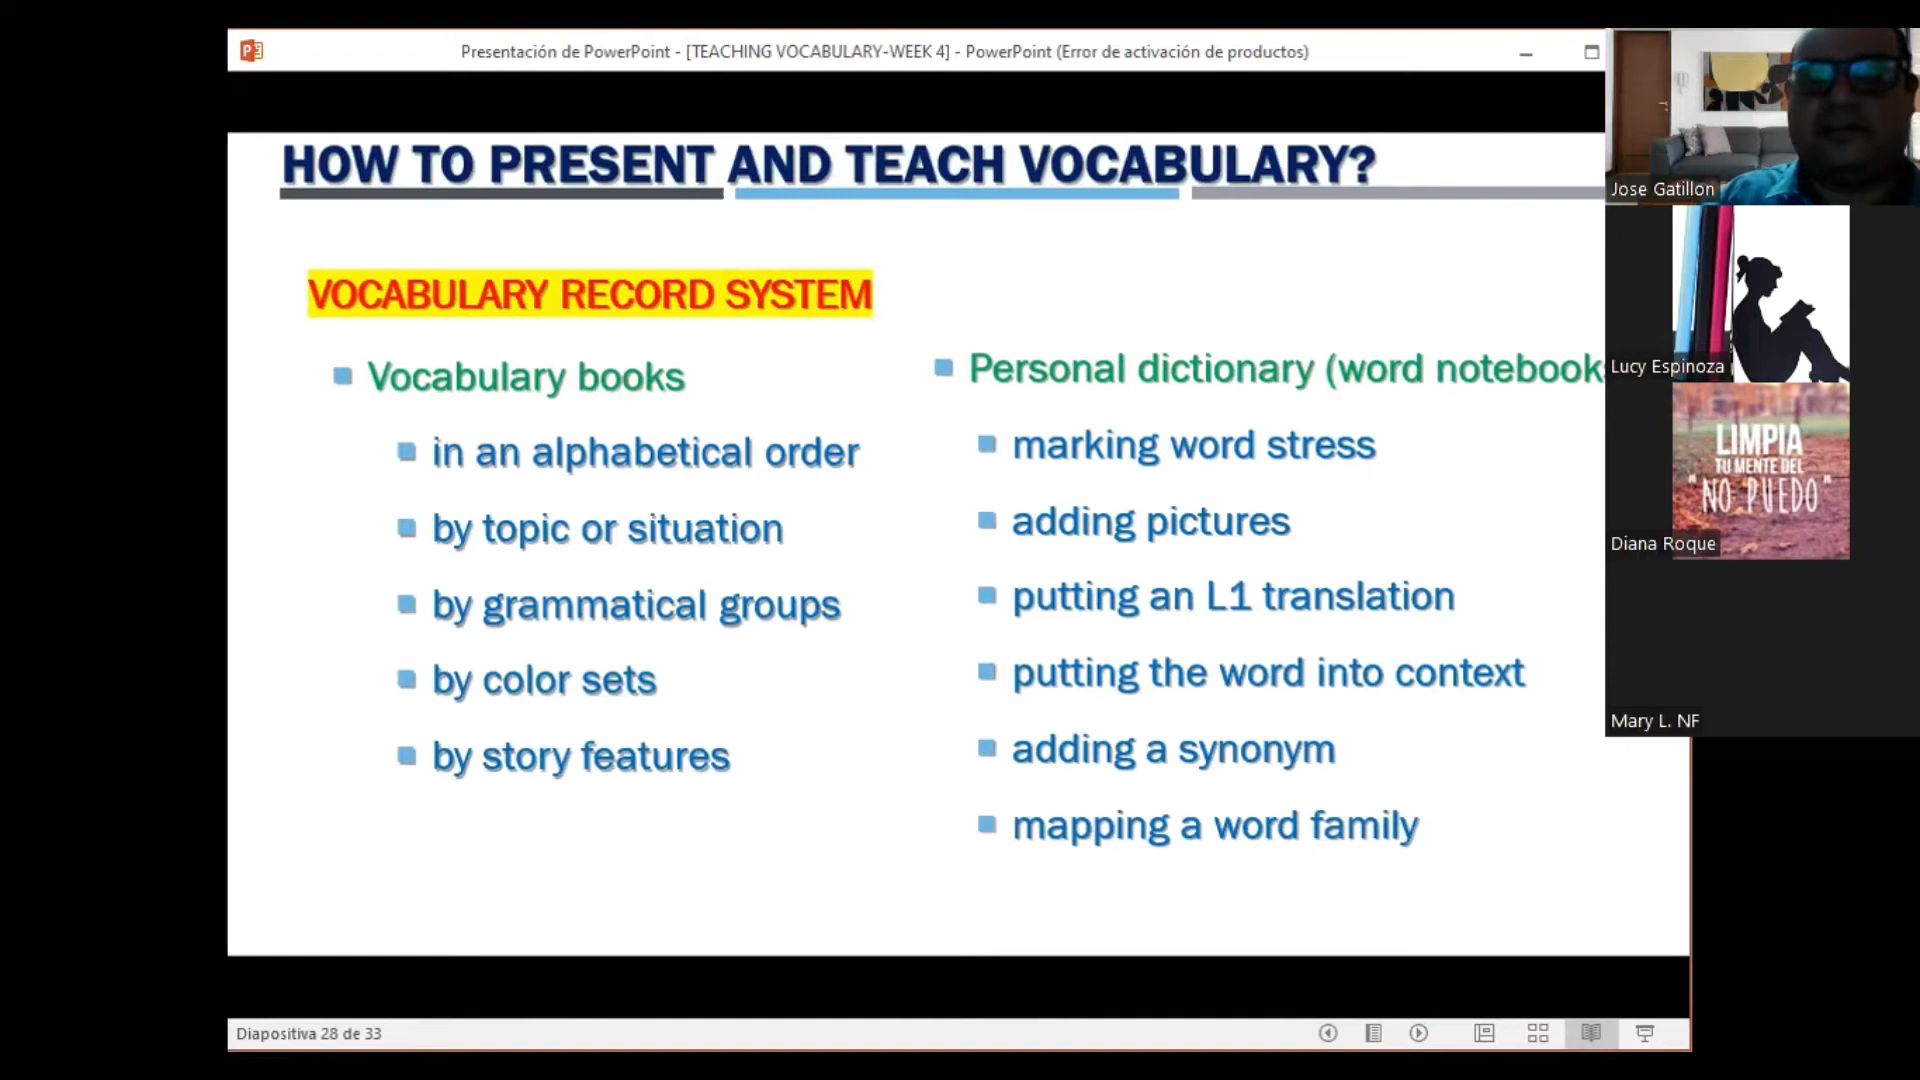 Presentación de PowerPoint - [TEACHING VOCABULARY-WEEK 4] - PowerPoint (Error de activación de productos)
HOW TO PRESENT AND TEACH VOCABULARY?
VOCABULARY RECORD SYSTEM
Vocabulary books
in an alphabetical order
by topic or situation
by grammatical groups
by color sets
by story features
Personal dictionary (word notebook
marking word stress
adding pictures
putting an L1 translation
putting the word into context
adding a synonym
mapping a word family
Jose Gatillon
Lucy Espinoza
LIMPIA
TU MENTE DEL
"NO PUEDO"
Diana Roque
Mary L. NF
Diapositiva 28 de 33